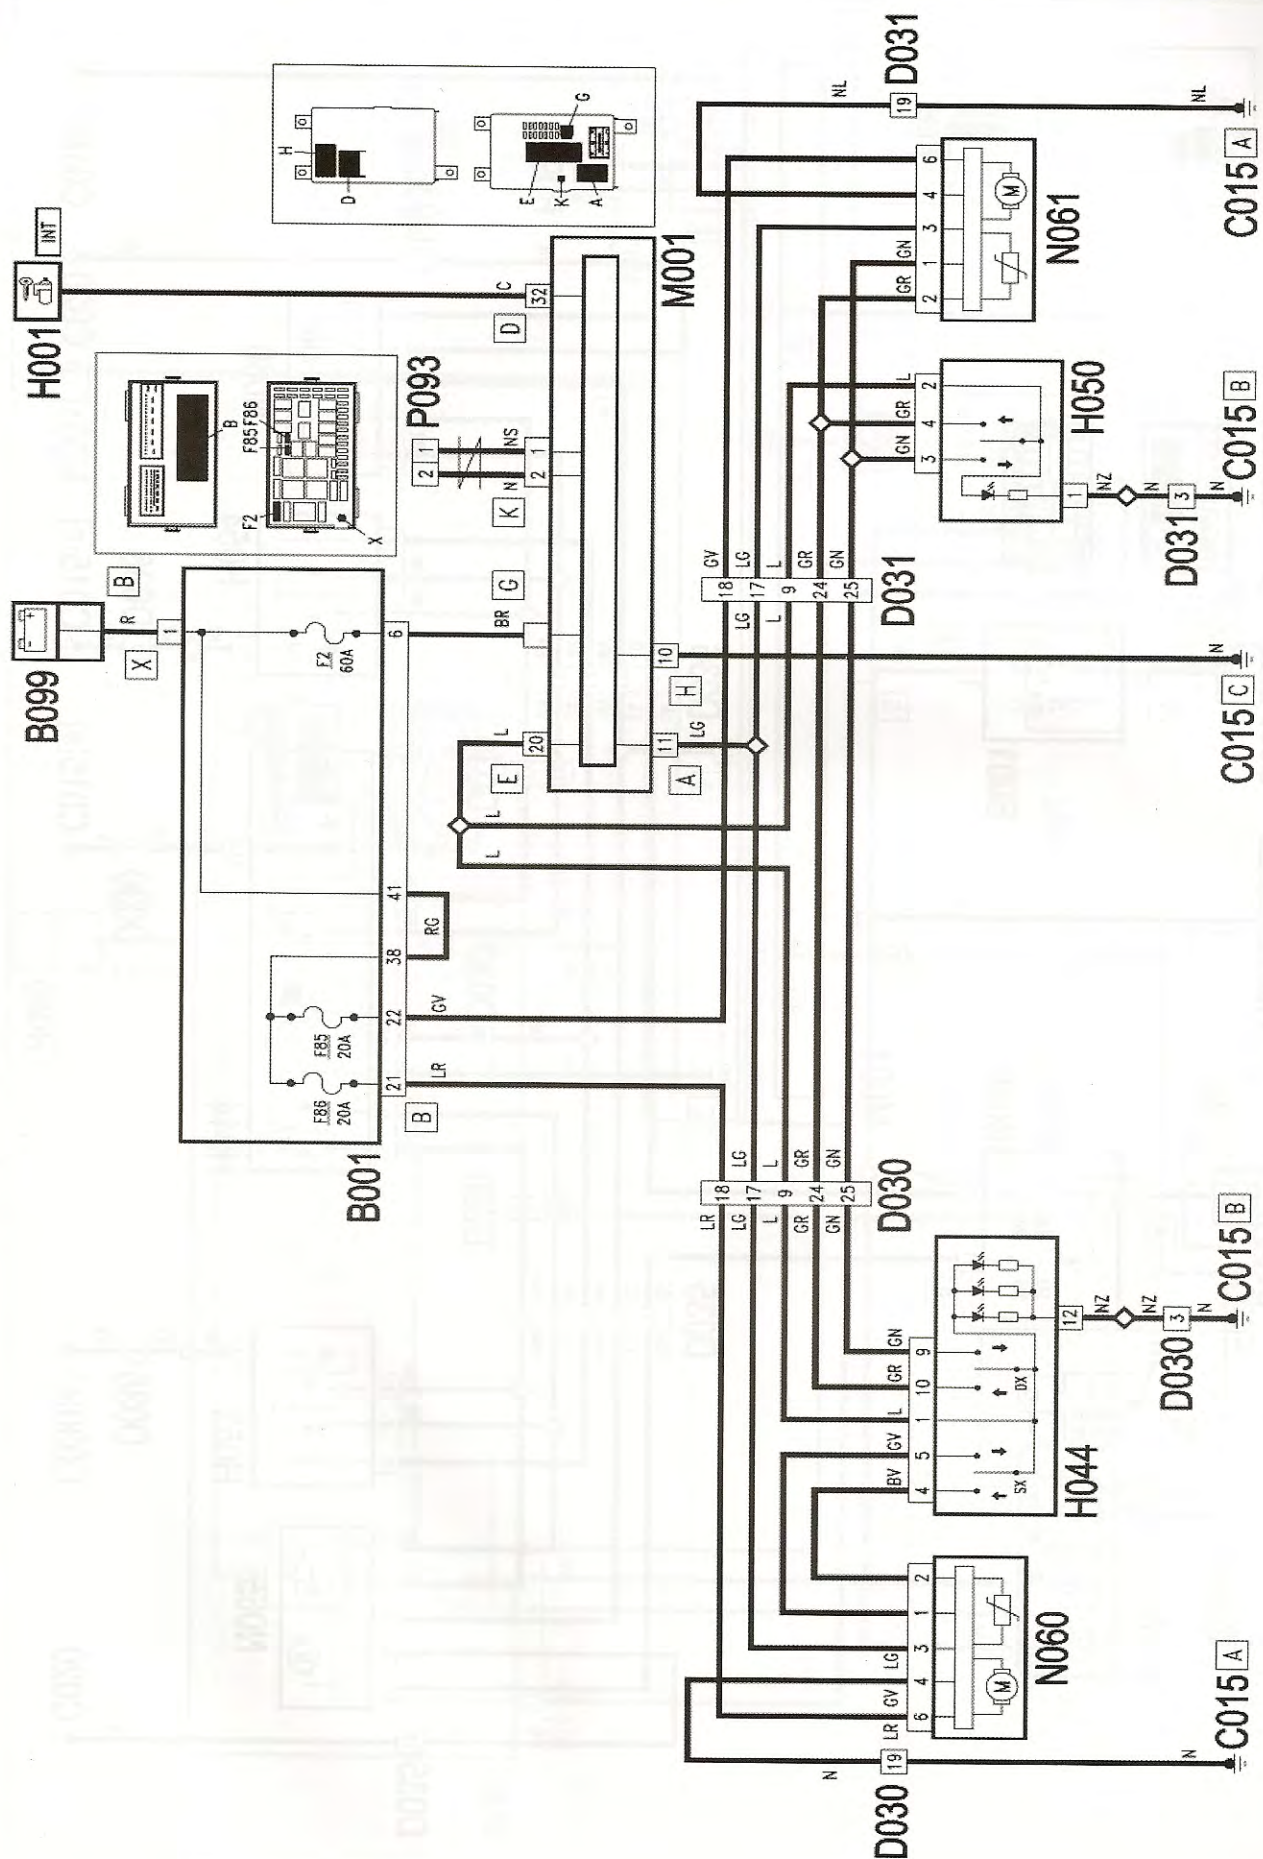 B099
H001
INT
R
X
1
B
F2
60A
6
F86
20A
F85
20A
21
22
38
41
RG
B001
B
LR
GV
B
F2
F85 F86
X
H
D
E
K
A
G
P093
2 1
N NS
K
2 1
C
D
32
G
BR
L
E
20
L
L
A
11
LG
H
10
M001
LR 18
LG 17 LG
L 9 L
GR 24 GR
GN 25 GN
D030
18 GV
LG 17 LG
L 9 L
24 GR
25 GN
D031
N
D030 19
N
C015 A
LR GV LG
6 4 3 1 2
M
N060
BV GV L GR GN
4 5 1 10 9
SX
DX
12
H044
NZ
NZ
D030 3
N
C015 B
C015 C
N
GN GR L
3 4 2
1
H050
NZ
N
D031 3
N
C015 B
GR GN
2 1 3 4 6
M
N061
NL
19 D031
NL
C015 A